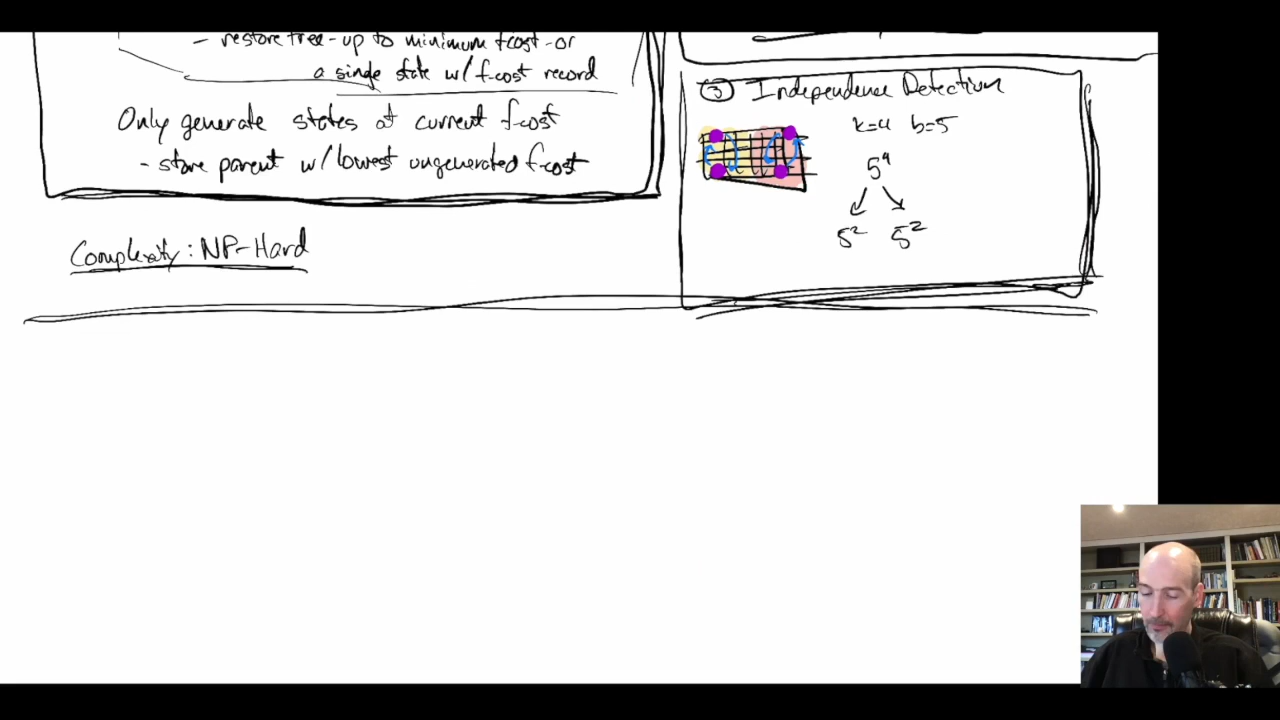 - restore tree - up to minimum fcost - or
a single state w/ f-cost record
Only generate states at current f-cost
- store parent w/ lowest ungenerated f-cost
Complexity: NP-Hard
③ Independence Detection
k=4 b=5
5⁴
5² 5²